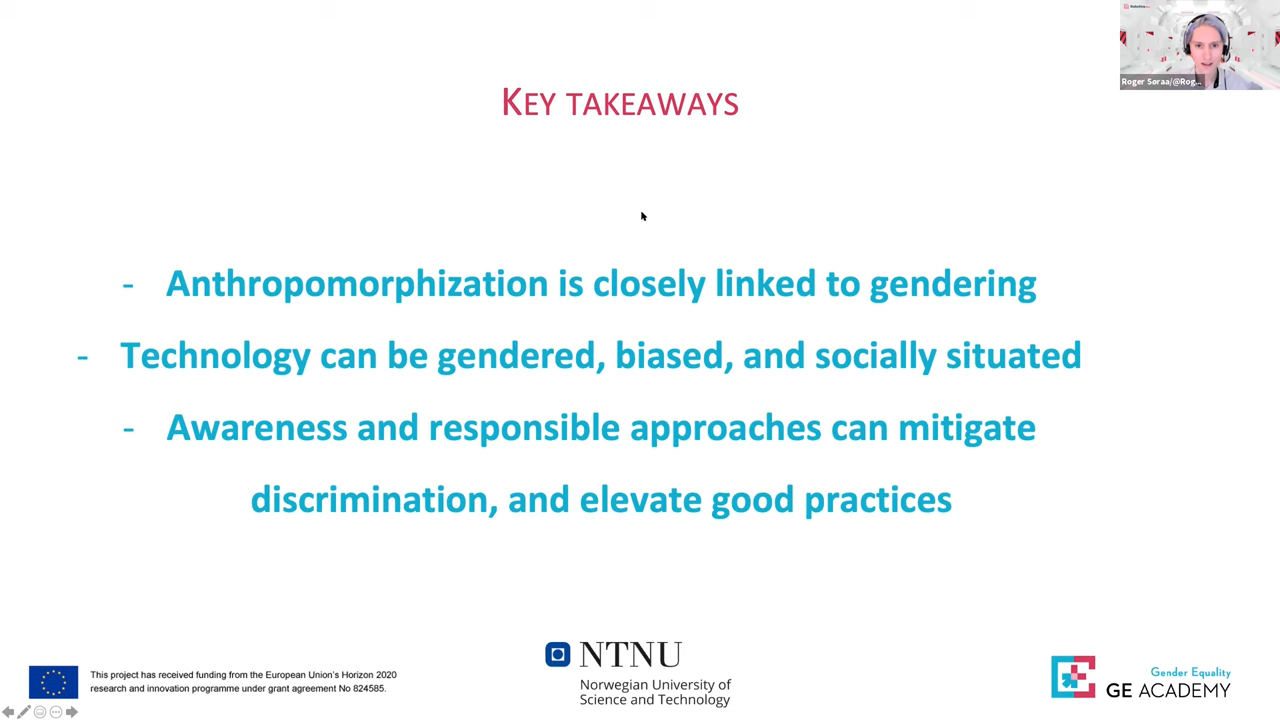 Roger Søraa/@Rog...
KEY TAKEAWAYS
- Anthropomorphization is closely linked to gendering
- Technology can be gendered, biased, and socially situated
- Awareness and responsible approaches can mitigate
discrimination, and elevate good practices
This project has received funding from the European Union's Horizon 2020
research and innovation programme under grant agreement No 824585.
NTNU
Norwegian University of
Science and Technology
Gender Equality
GE ACADEMY